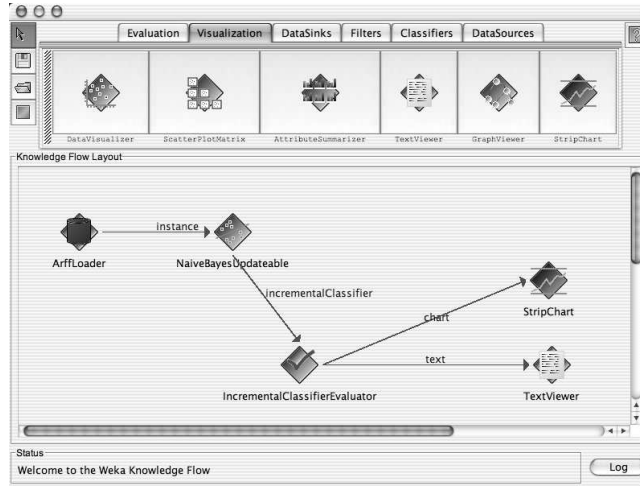 Evaluation Visualization DataSinks Filters Classifiers DataSources
?
DataVisualizer ScatterPlotMatrix AttributeSummarizer TextViewer GraphViewer StripChart
Knowledge Flow Layout
instance
ArffLoader NaiveBayesUpdateable
incrementalClassifier
chart
StripChart
text
IncrementalClassifierEvaluator TextViewer
Status
Welcome to the Weka Knowledge Flow
Log